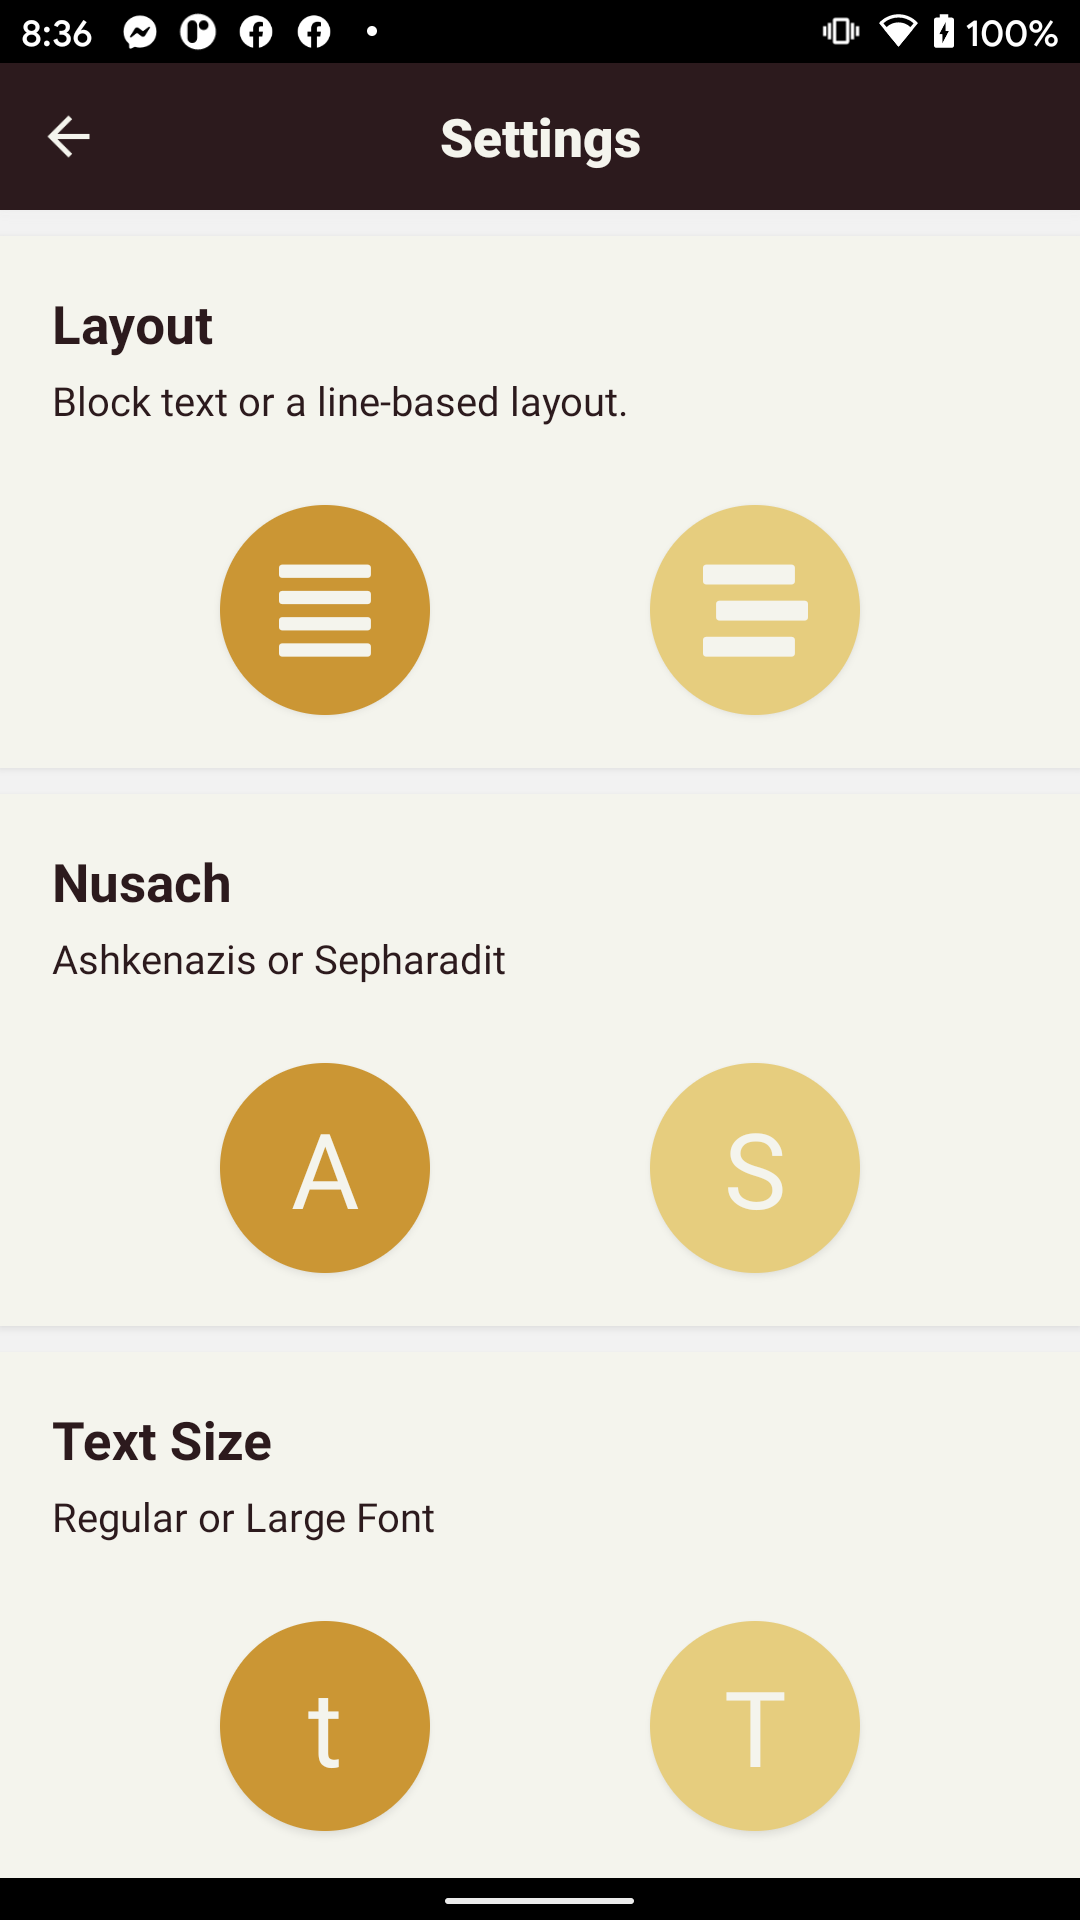 8:36 100%
Settings
Layout
Block text or a line-based layout.
Nusach
Ashkenazis or Sepharadit
A S
Text Size
Regular or Large Font
t T